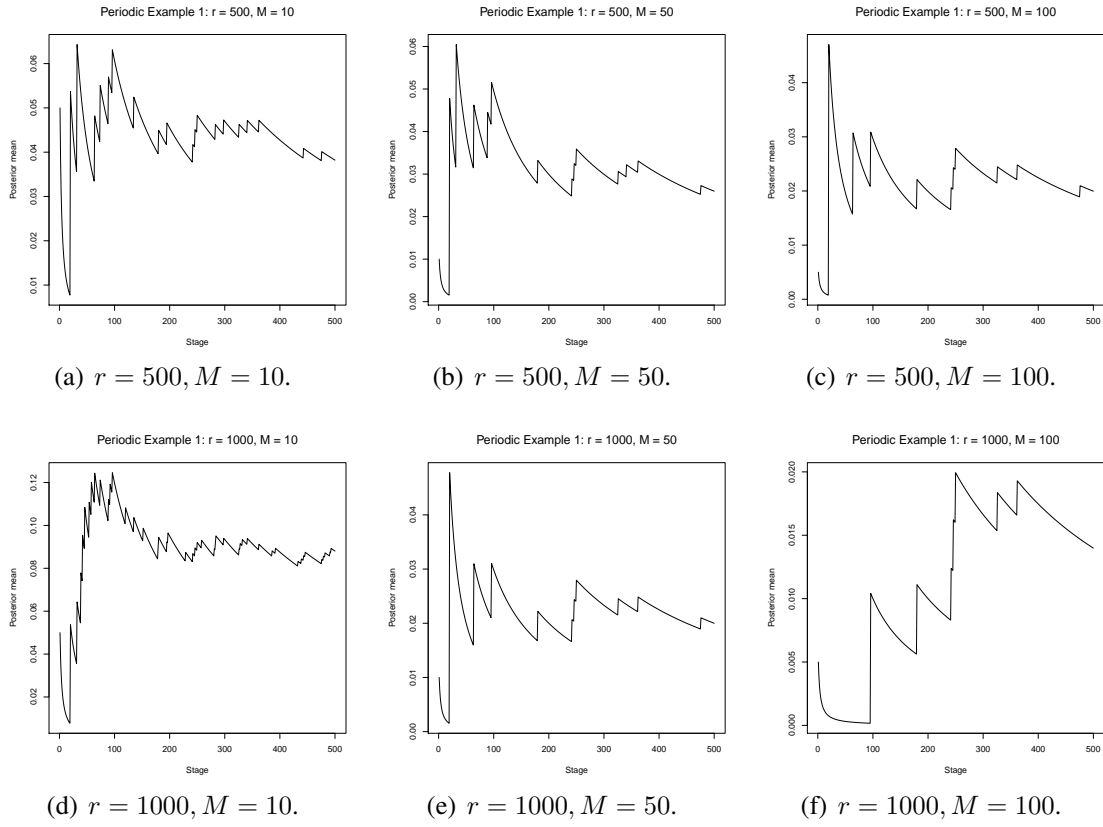 Periodic Example 1: r = 500, M = 10
Posterior mean
0.01 0.02 0.03 0.04 0.05 0.06
0 100 200 300 400 500
Stage
(a) r = 500, M = 10.
Periodic Example 1: r = 500, M = 50
Posterior mean
0.00 0.01 0.02 0.03 0.04 0.05 0.06
0 100 200 300 400 500
Stage
(b) r = 500, M = 50.
Periodic Example 1: r = 500, M = 100
Posterior mean
0.00 0.01 0.02 0.03 0.04
0 100 200 300 400 500
Stage
(c) r = 500, M = 100.
Periodic Example 1: r = 1000, M = 10
Posterior mean
0.02 0.04 0.06 0.08 0.10 0.12
0 100 200 300 400 500
Stage
(d) r = 1000, M = 10.
Periodic Example 1: r = 1000, M = 50
Posterior mean
0.00 0.01 0.02 0.03 0.04
0 100 200 300 400 500
Stage
(e) r = 1000, M = 50.
Periodic Example 1: r = 1000, M = 100
Posterior mean
0.000 0.005 0.010 0.015 0.020
0 100 200 300 400 500
Stage
(f) r = 1000, M = 100.